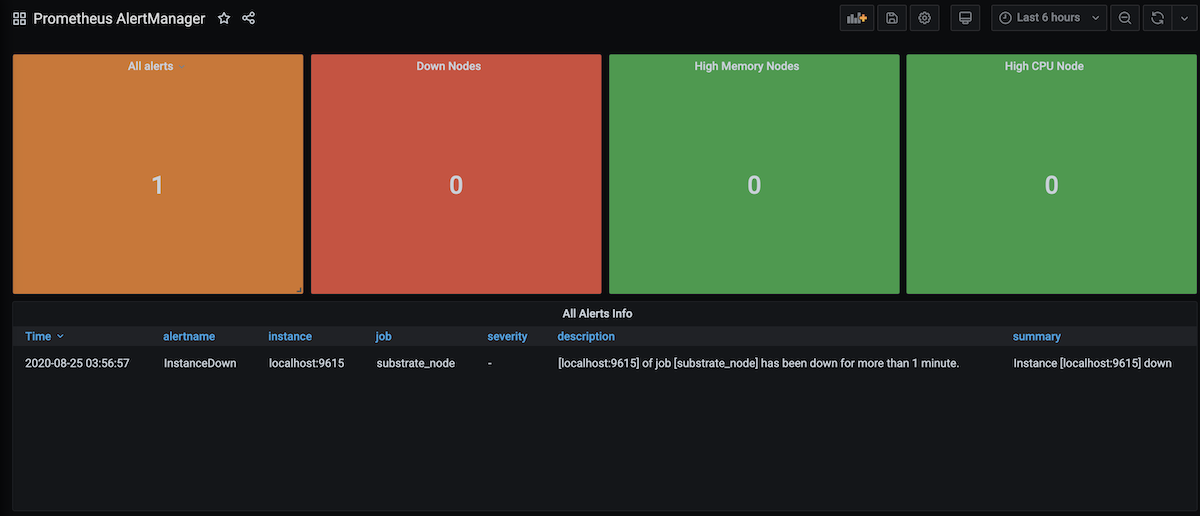 Prometheus AlertManager
Last 6 hours
All alerts
Down Nodes
High Memory Nodes
High CPU Node
1
0
0
0
All Alerts Info
Time alertname instance job severity description summary
2020-08-25 03:56:57 InstanceDown localhost:9615 substrate_node - [localhost:9615] of job [substrate_node] has been down for more than 1 minute. Instance [localhost:9615] down